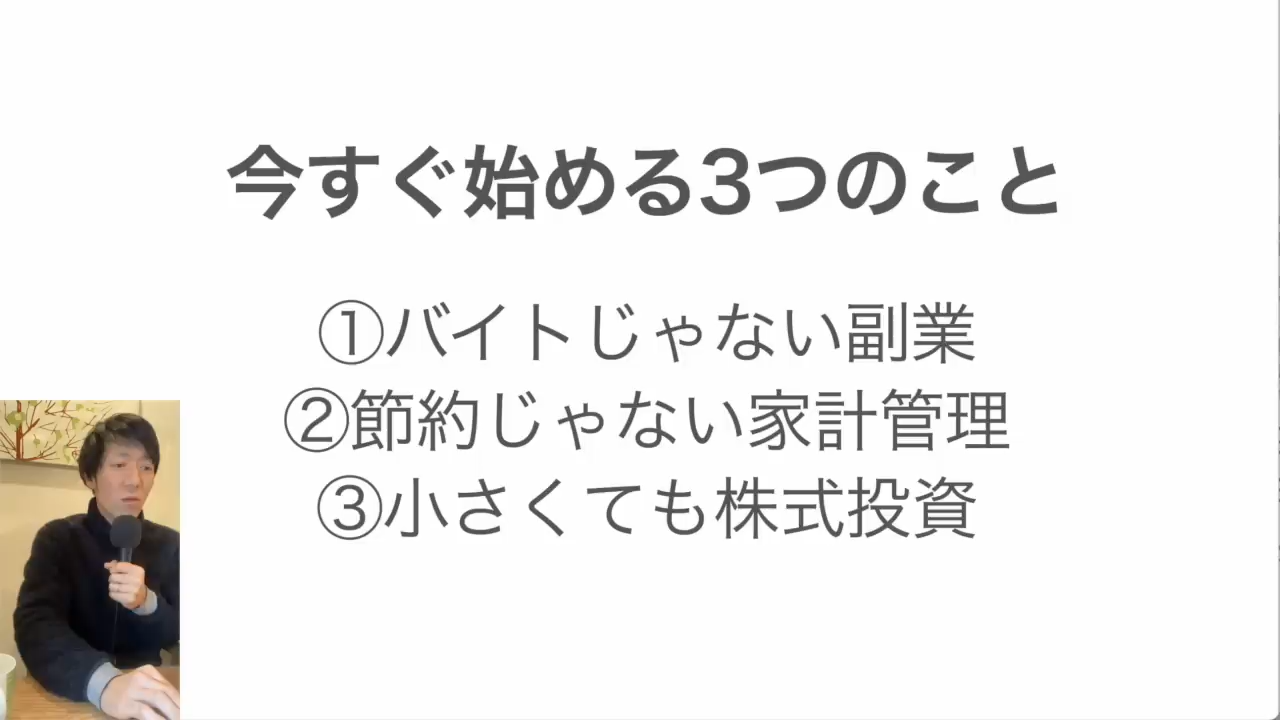 今すぐ始める3つのこと
①バイトじゃない副業
②節約じゃない家計管理
③小さくても株式投資